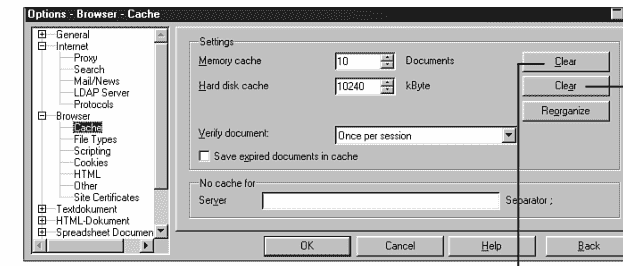 Options - Browser - Cache
General
Internet
Proxy
Search
Mail/News
LDAP Server
Protocols
Browser
Cache
File Types
Scripting
Cookies
HTML
Other
Site Certificates
Textdokument
HTML-Dokument
Spreadsheet Documen
Settings
Memory cache 10 Documents Clear
Hard disk cache 10240 kByte Clear
Reorganize
Verify document: Once per session
Save expired documents in cache
No cache for
Server Separator ;
OK Cancel Help Back